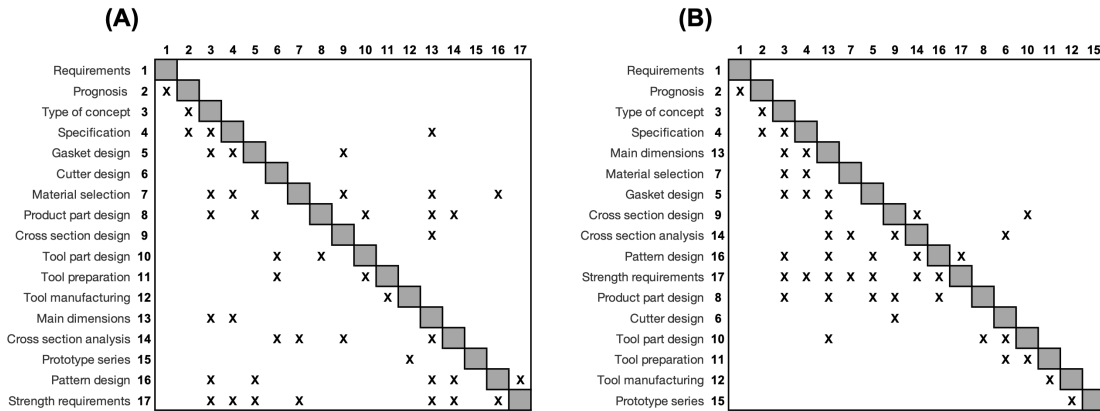 (A)
1 2 3 4 5 6 7 8 9 10 11 12 13 14 15 16 17
Requirements 1
Prognosis 2 X
Type of concept 3 X
Specification 4 X X X
Gasket design 5 X X X
Cutter design 6
Material selection 7 X X X X X
Product part design 8 X X X X X
Cross section design 9 X
Tool part design 10 X X
Tool preparation 11 X X
Tool manufacturing 12 X
Main dimensions 13 X X
Cross section analysis 14 X X X X
Prototype series 15 X
Pattern design 16 X X X X X
Strength requirements 17 X X X X X X X
(B)
1 2 3 4 13 7 5 9 14 16 17 8 6 10 11 12 15
Requirements 1
Prognosis 2 X
Type of concept 3 X
Specification 4 X X
Main dimensions 13 X X
Material selection 7 X X
Gasket design 5 X X X
Cross section design 9 X X X
Cross section analysis 14 X X X X
Pattern design 16 X X X X X
Strength requirements 17 X X X X X X X
Product part design 8 X X X X X
Cutter design 6 X
Tool part design 10 X X X
Tool preparation 11 X X
Tool manufacturing 12 X
Prototype series 15 X